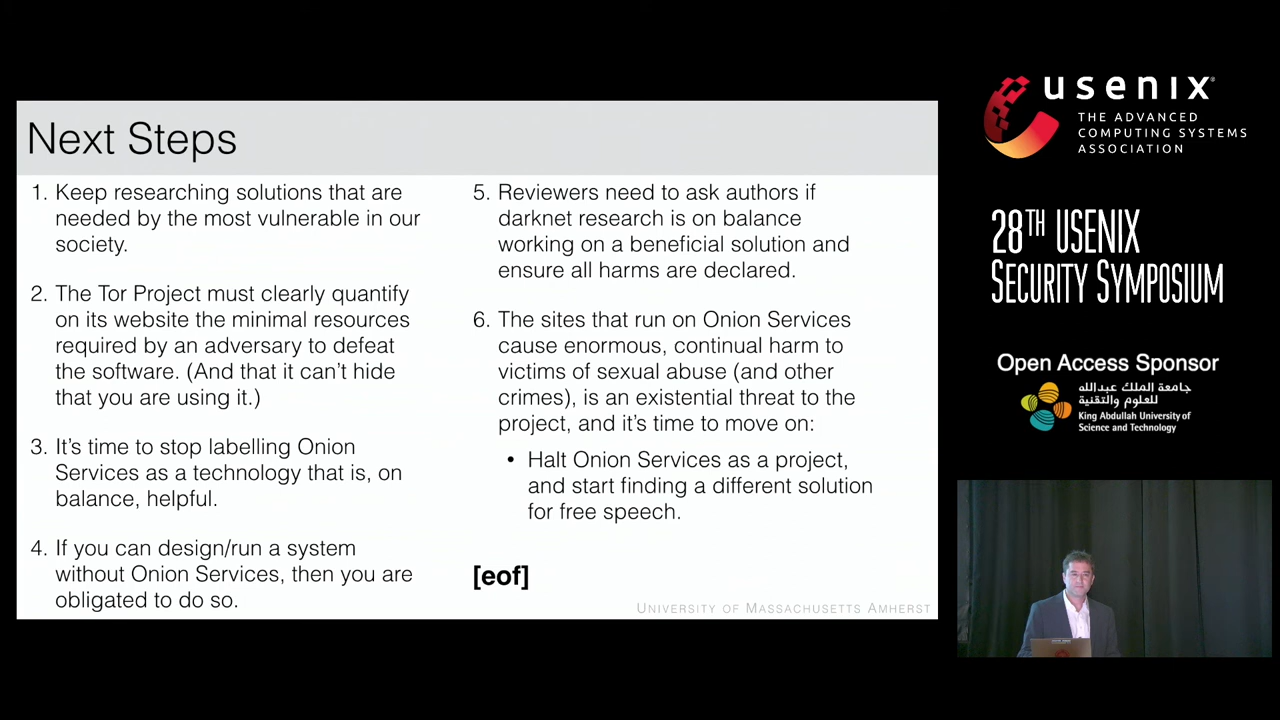 Next Steps
1. Keep researching solutions that are
needed by the most vulnerable in our
society.
2. The Tor Project must clearly quantify
on its website the minimal resources
required by an adversary to defeat
the software. (And that it can't hide
that you are using it.)
3. It's time to stop labelling Onion
Services as a technology that is, on
balance, helpful.
4. If you can design/run a system
without Onion Services, then you are
obligated to do so.
5. Reviewers need to ask authors if
darknet research is on balance
working on a beneficial solution and
ensure all harms are declared.
6. The sites that run on Onion Services
cause enormous, continual harm to
victims of sexual abuse (and other
crimes), is an existential threat to the
project, and it's time to move on:
• Halt Onion Services as a project,
and start finding a different solution
for free speech.
[eof]
UNIVERSITY OF MASSACHUSETTS AMHERST
usenix®
THE ADVANCED
COMPUTING SYSTEMS
ASSOCIATION
28TH USENIX
SECURITY SYMPOSIUM
Open Access Sponsor
جامعة الملك عبدالله
للعلوم والتقنية
King Abdullah University of
Science and Technology